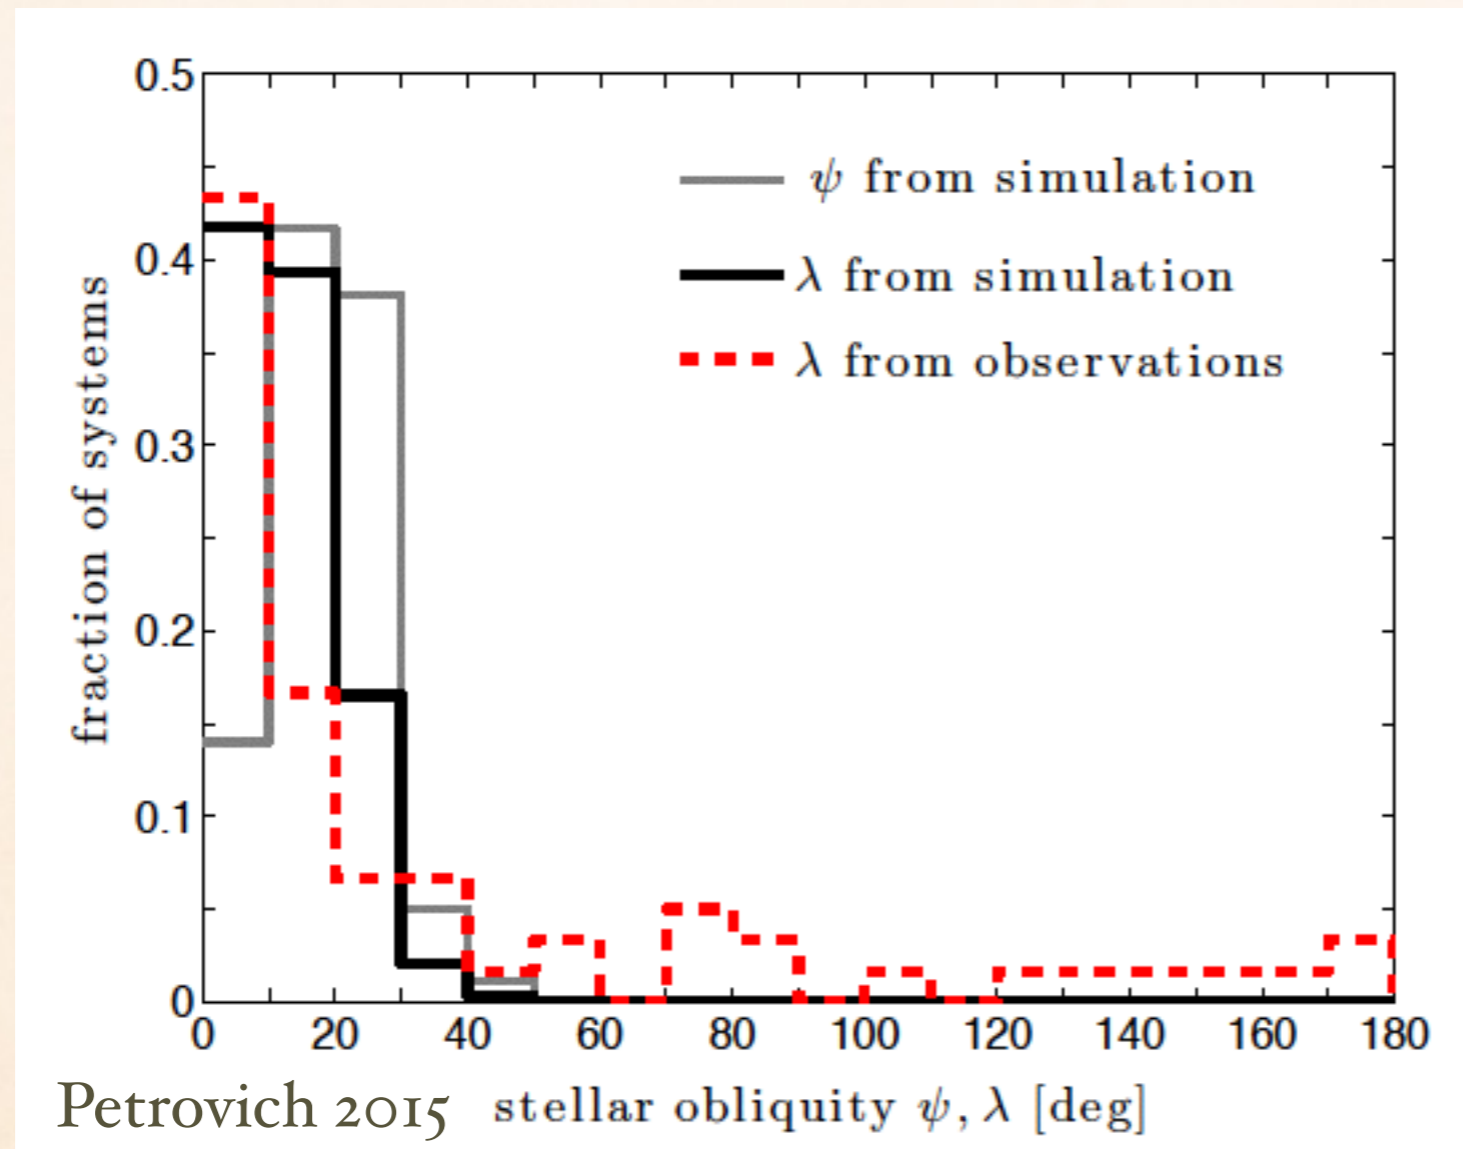 0.5
0.4
0.3
0.2
0.1
0
fraction of systems
ψ from simulation
λ from simulation
λ from observations
0 20 40 60 80 100 120 140 160 180
Petrovich 2015 stellar obliquity ψ, λ [deg]